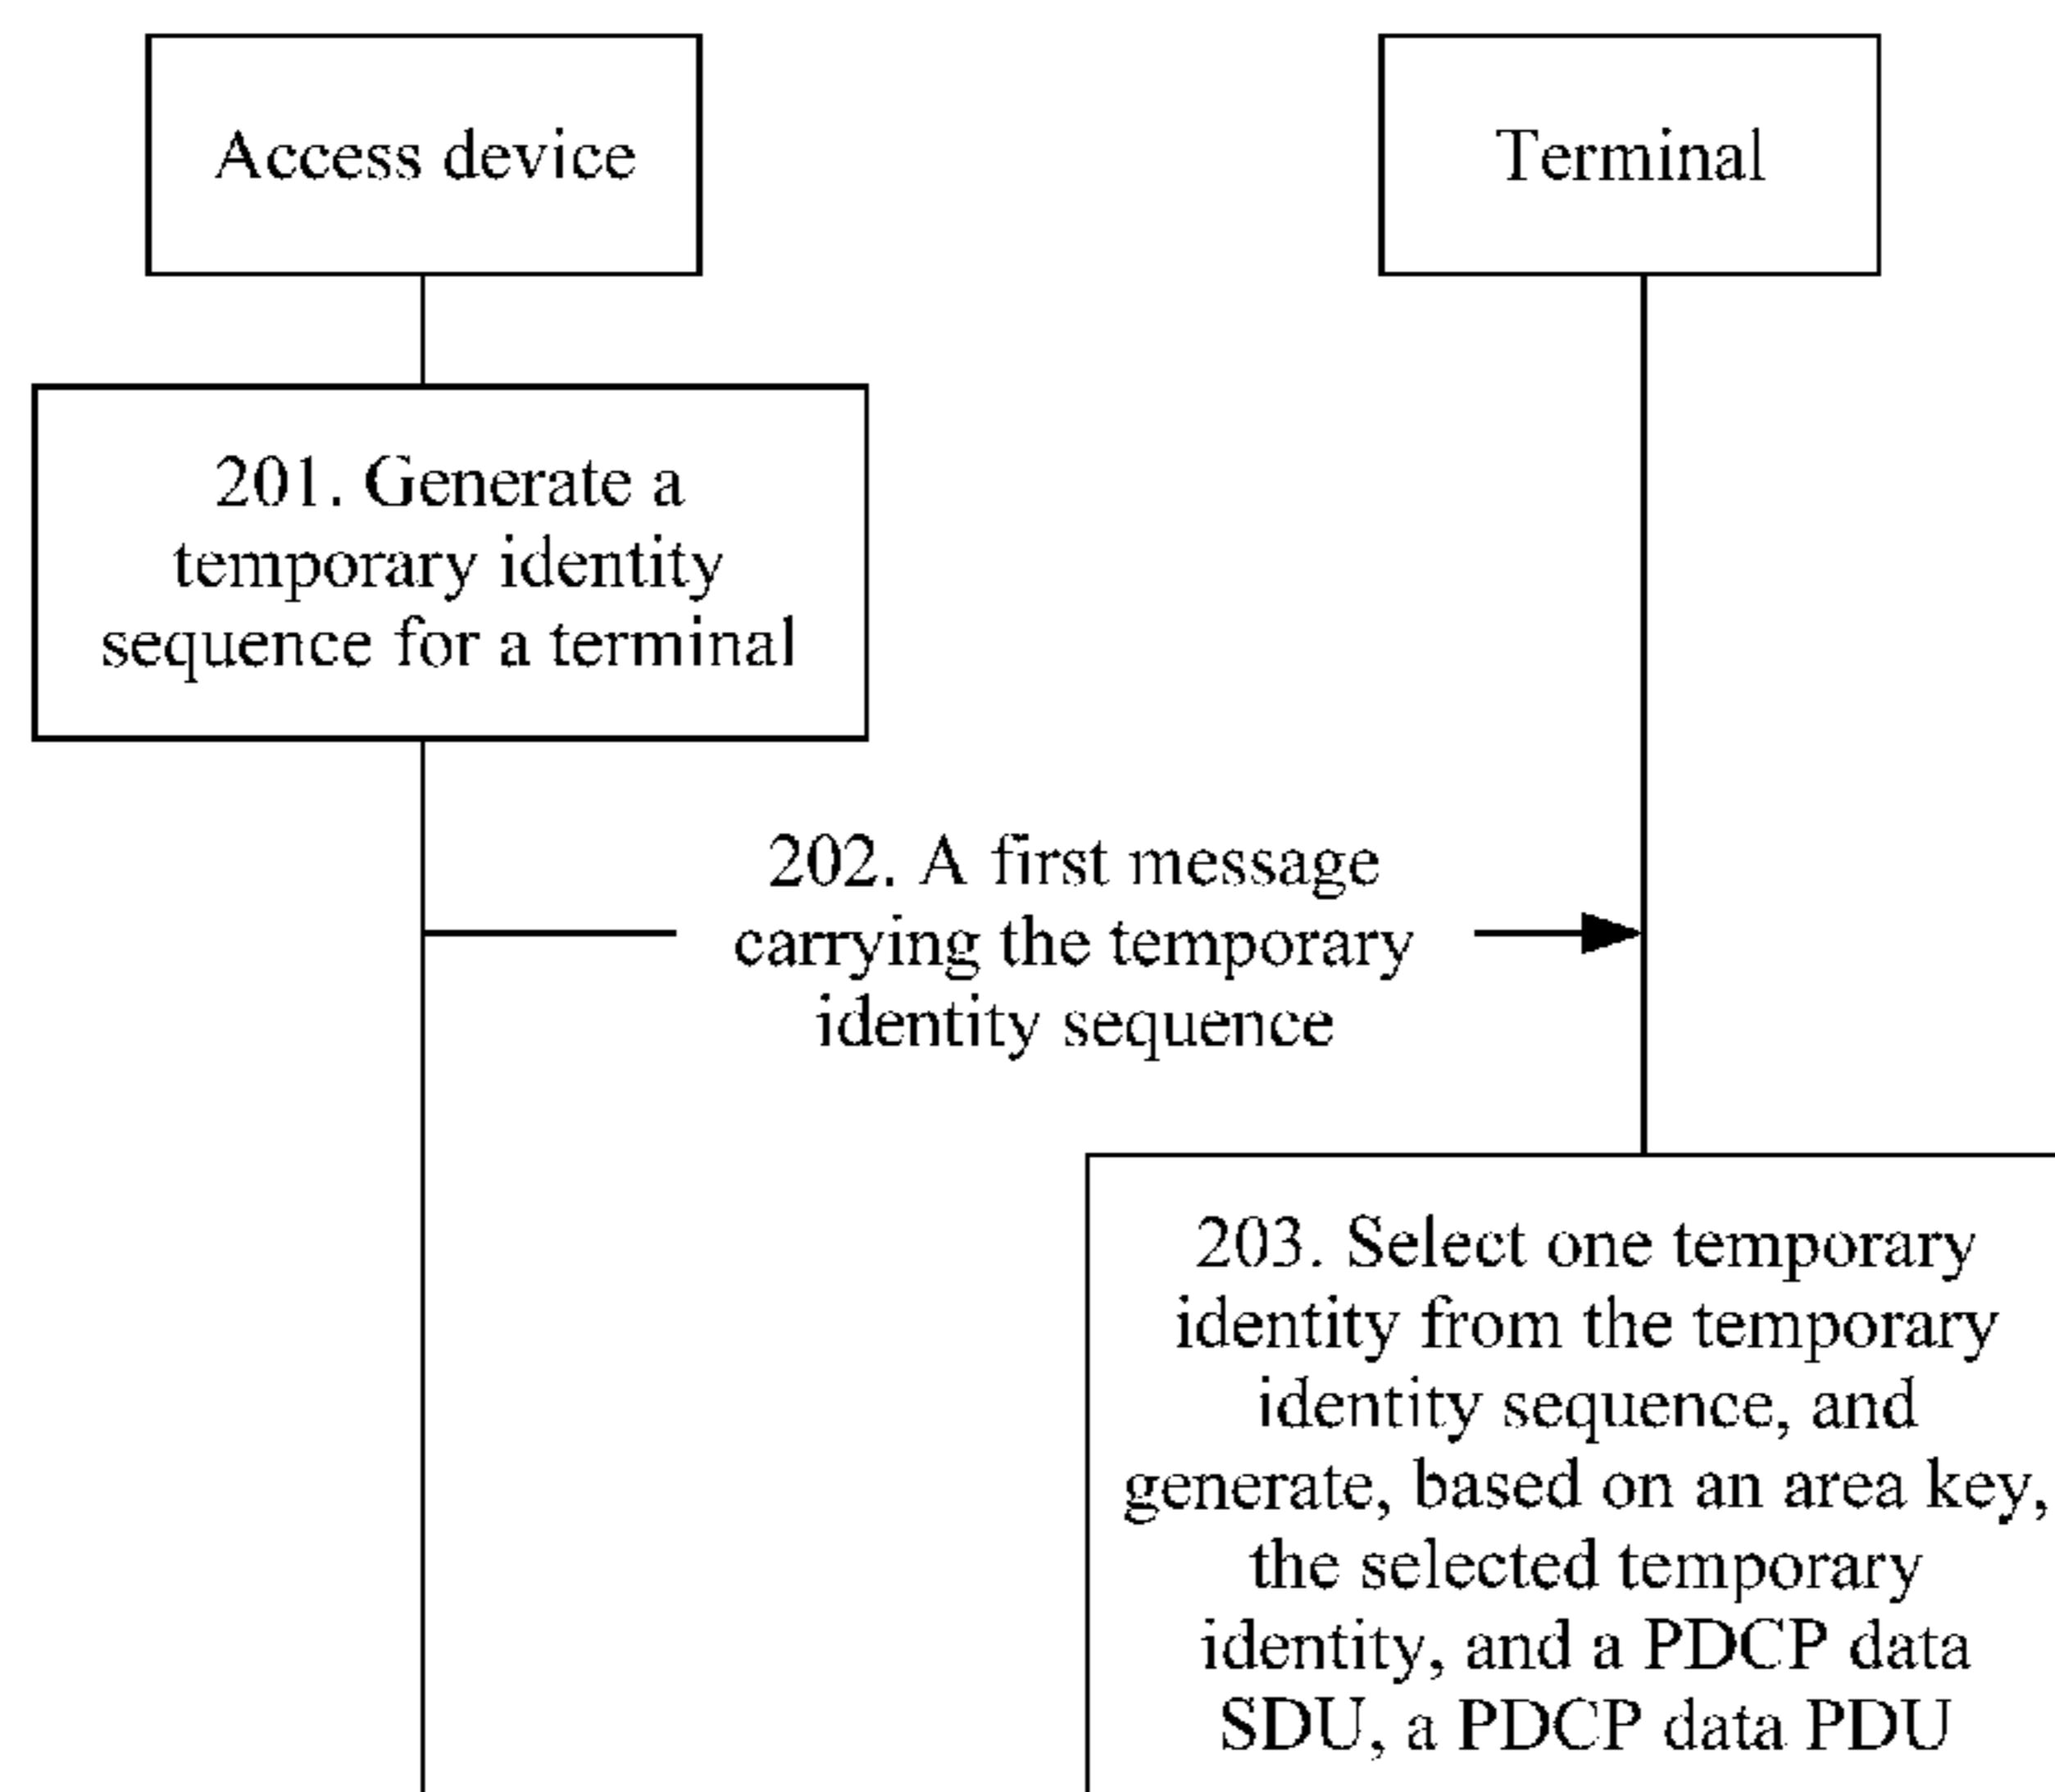 Access device
Terminal
201. Generate a
temporary identity
sequence for a terminal
202. A first message
carrying the temporary
identity sequence
203. Select one temporary
identity from the temporary
identity sequence, and
generate, based on an area key,
the selected temporary
identity, and a PDCP data
SDU, a PDCP data PDU